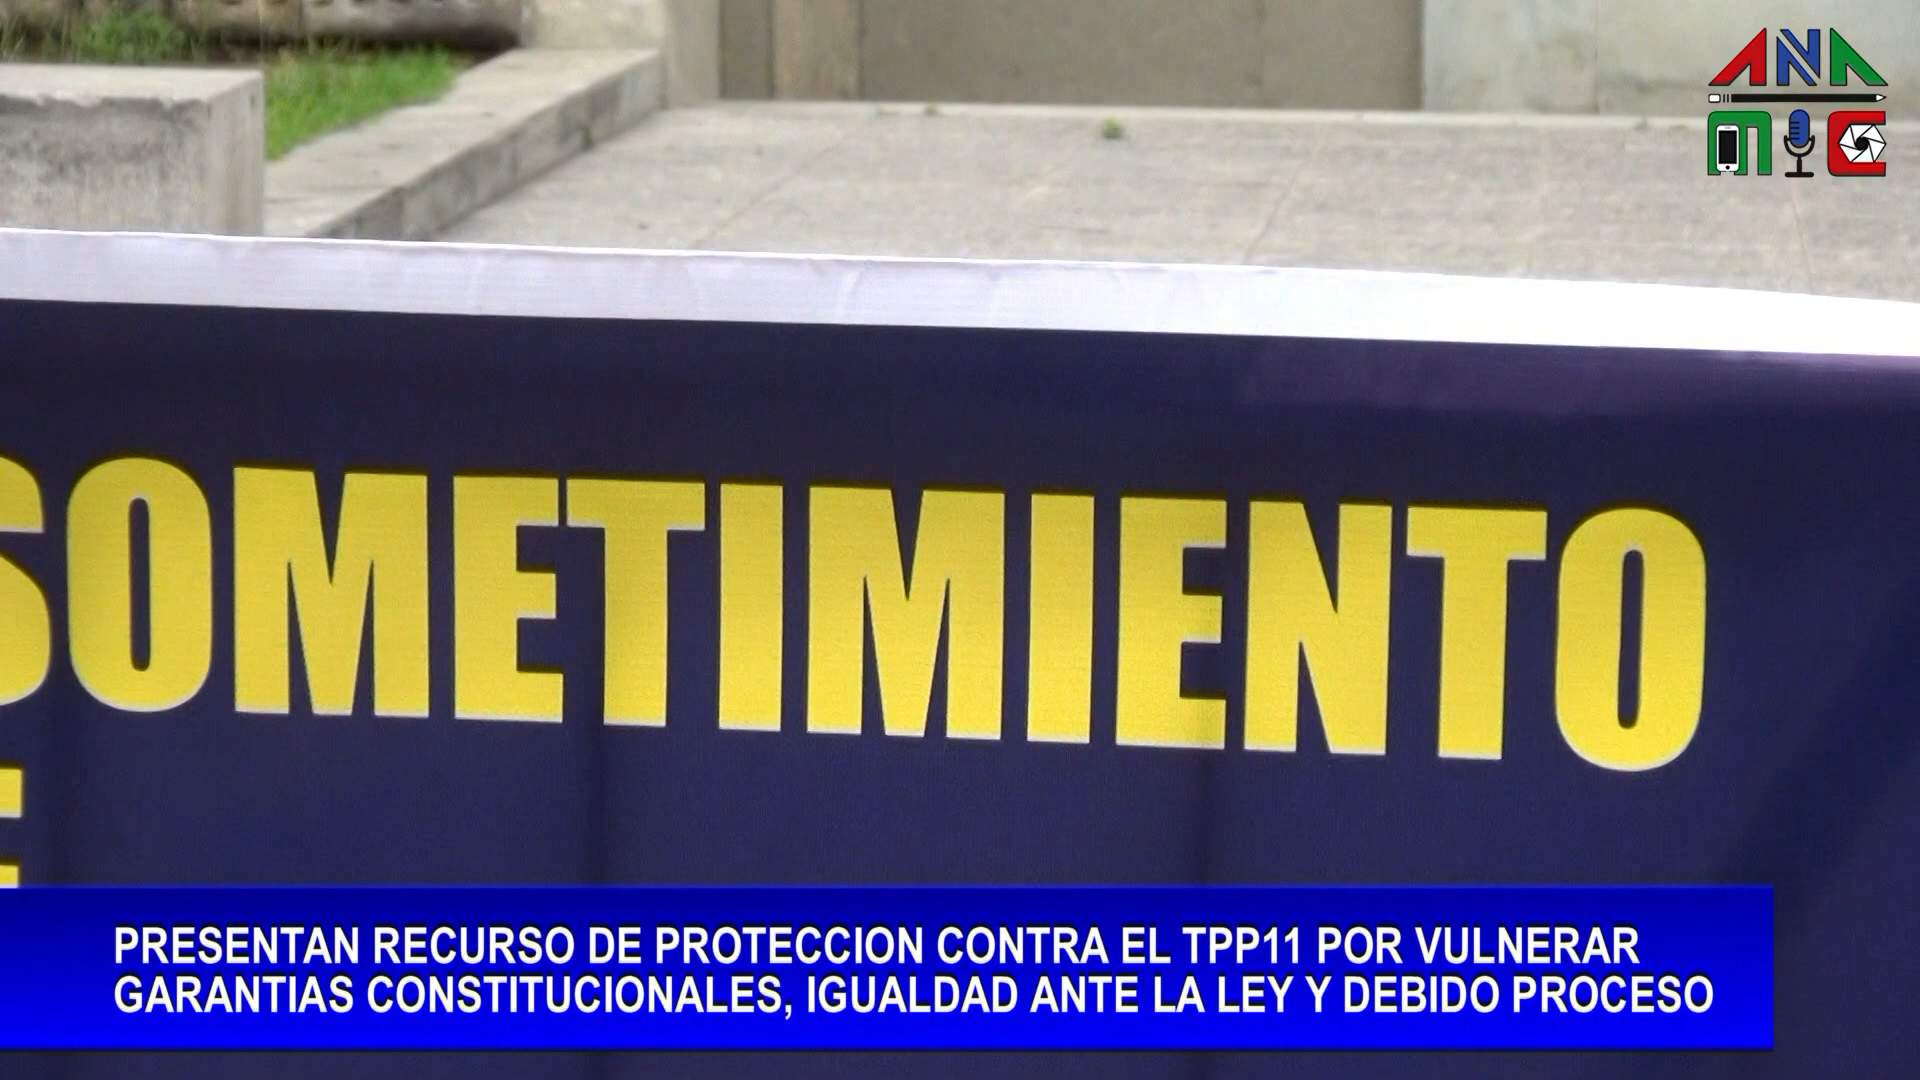 ANA
MIC
SOMETIMIENTO
PRESENTAN RECURSO DE PROTECCION CONTRA EL TPP11 POR VULNERAR
GARANTIAS CONSTITUCIONALES, IGUALDAD ANTE LA LEY Y DEBIDO PROCESO